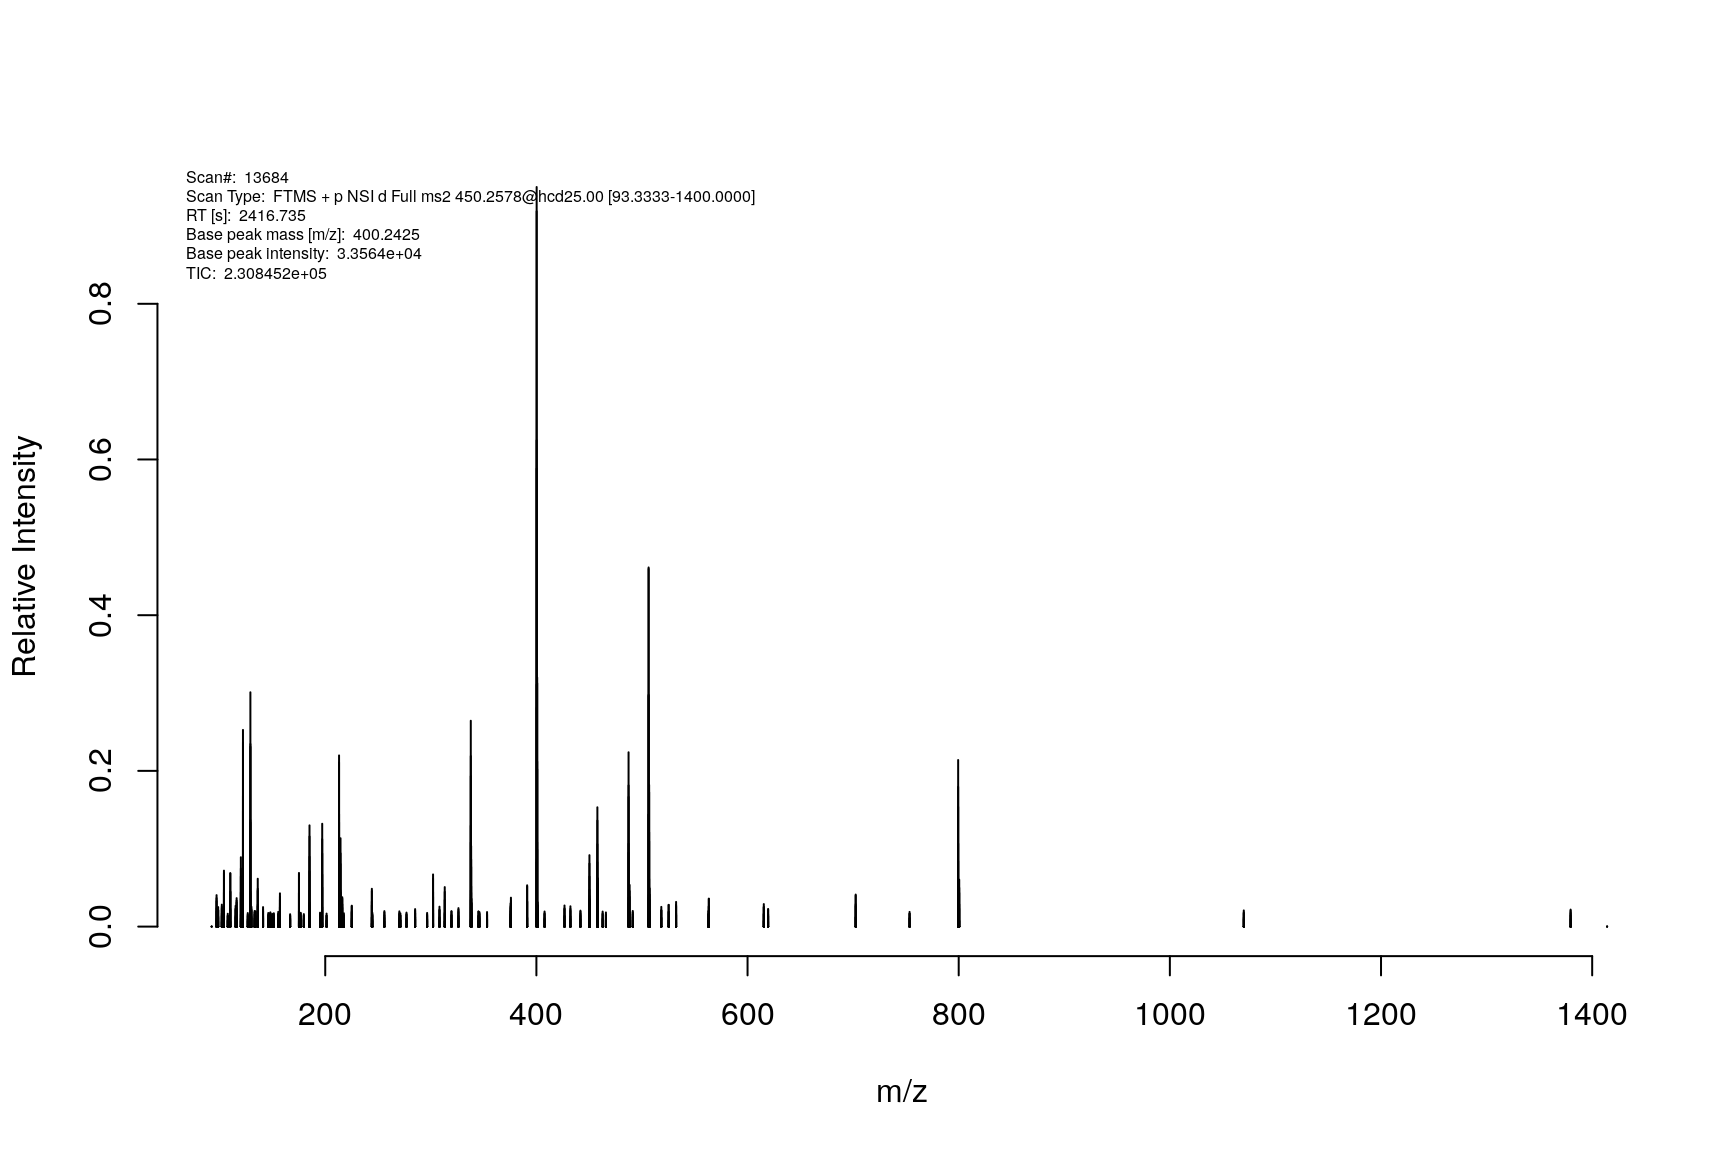 Scan#: 13684
Scan Type: FTMS + p NSI d Full ms2 450.2578@hcd25.00 [93.3333-1400.0000]
RT [s]: 2416.735
Base peak mass [m/z]: 400.2425
Base peak intensity: 3.3564e+04
TIC: 2.308452e+05
0.8
0.6
0.4
0.2
0.0
Relative Intensity
200 400 600 800 1000 1200 1400
m/z